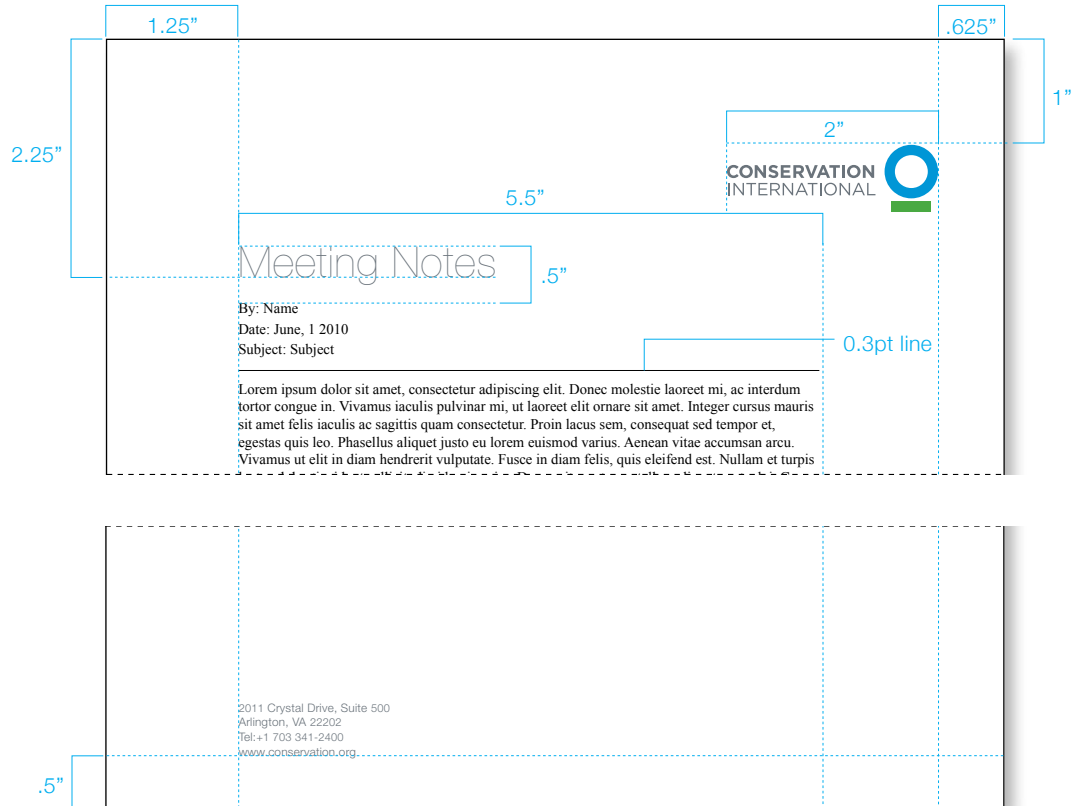 1.25”
.625”
1”
2”
2.25”
CONSERVATION
INTERNATIONAL
5.5”
Meeting Notes
.5”
By: Name
Date: June, 1 2010
Subject: Subject
0.3pt line
Lorem ipsum dolor sit amet, consectetur adipiscing elit. Donec molestie laoreet mi, ac interdum
tortor congue in. Vivamus iaculis pulvinar mi, ut laoreet elit ornare sit amet. Integer cursus mauris
sit amet felis iaculis ac sagittis quam consectetur. Proin lacus sem, consequat sed tempor et,
egestas quis leo. Phasellus aliquet justo eu lorem euismod varius. Aenean vitae accumsan arcu.
Vivamus ut elit in diam hendrerit vulputate. Fusce in diam felis, quis eleifend est. Nullam et turpis
2011 Crystal Drive, Suite 500
Arlington, VA 22202
Tel:+1 703 341-2400
www.conservation.org
.5”